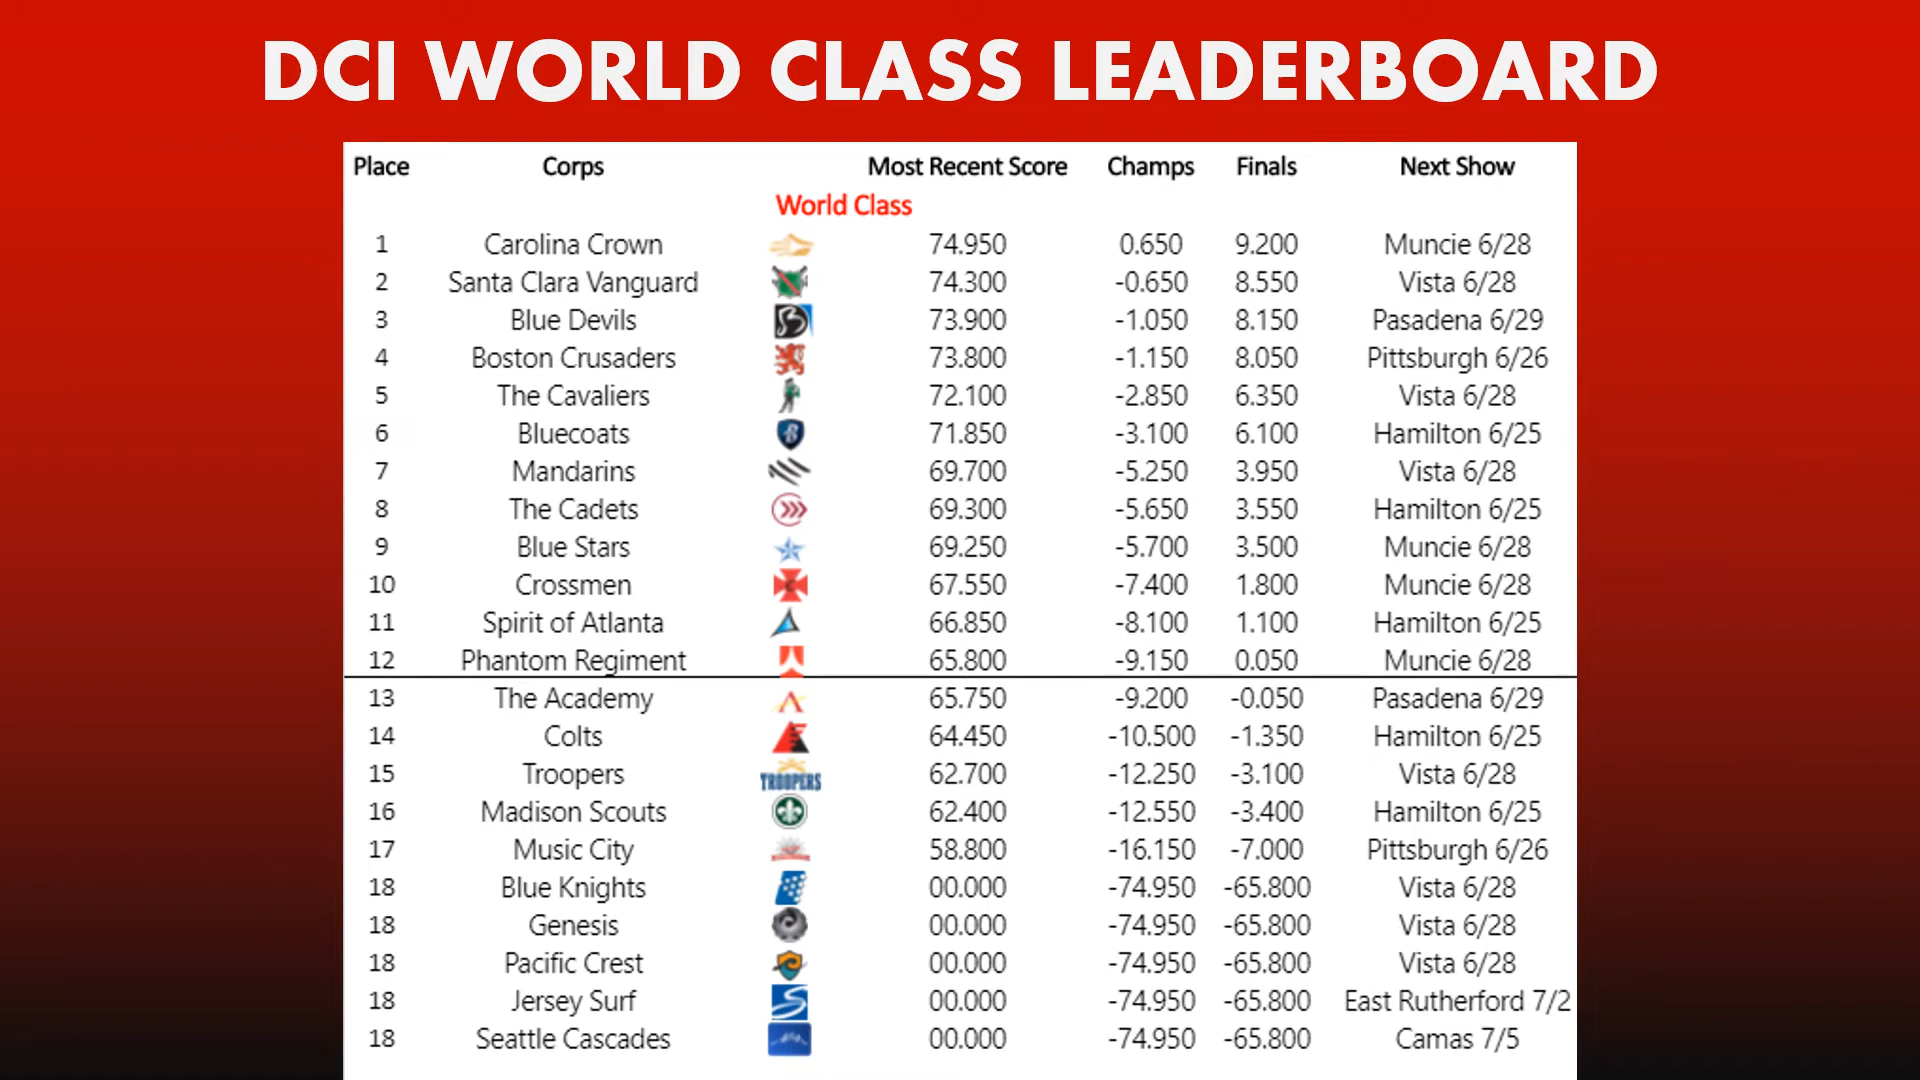 DCI WORLD CLASS LEADERBOARD
Place Corps Most Recent Score Champs Finals Next Show
World Class
1 Carolina Crown 74.950 0.650 9.200 Muncie 6/28
2 Santa Clara Vanguard 74.300 -0.650 8.550 Vista 6/28
3 Blue Devils 73.900 -1.050 8.150 Pasadena 6/29
4 Boston Crusaders 73.800 -1.150 8.050 Pittsburgh 6/26
5 The Cavaliers 72.100 -2.850 6.350 Vista 6/28
6 Bluecoats 71.850 -3.100 6.100 Hamilton 6/25
7 Mandarins 69.700 -5.250 3.950 Vista 6/28
8 The Cadets 69.300 -5.650 3.550 Hamilton 6/25
9 Blue Stars 69.250 -5.700 3.500 Muncie 6/28
10 Crossmen 67.550 -7.400 1.800 Muncie 6/28
11 Spirit of Atlanta 66.850 -8.100 1.100 Hamilton 6/25
12 Phantom Regiment 65.800 -9.150 0.050 Muncie 6/28
13 The Academy 65.750 -9.200 -0.050 Pasadena 6/29
14 Colts 64.450 -10.500 -1.350 Hamilton 6/25
15 Troopers TROOPERS 62.700 -12.250 -3.100 Vista 6/28
16 Madison Scouts 62.400 -12.550 -3.400 Hamilton 6/25
17 Music City 58.800 -16.150 -7.000 Pittsburgh 6/26
18 Blue Knights 00.000 -74.950 -65.800 Vista 6/28
18 Genesis 00.000 -74.950 -65.800 Vista 6/28
18 Pacific Crest 00.000 -74.950 -65.800 Vista 6/28
18 Jersey Surf 00.000 -74.950 -65.800 East Rutherford 7/2
18 Seattle Cascades 00.000 -74.950 -65.800 Camas 7/5